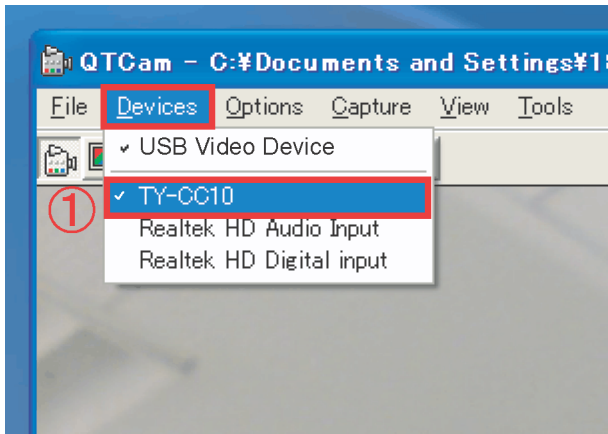 QTCam - C:¥Documents and Settings¥1
File Devices Options Capture View Tools
✓ USB Video Device
① ✓ TY-CC10
Realtek HD Audio Input
Realtek HD Digital input